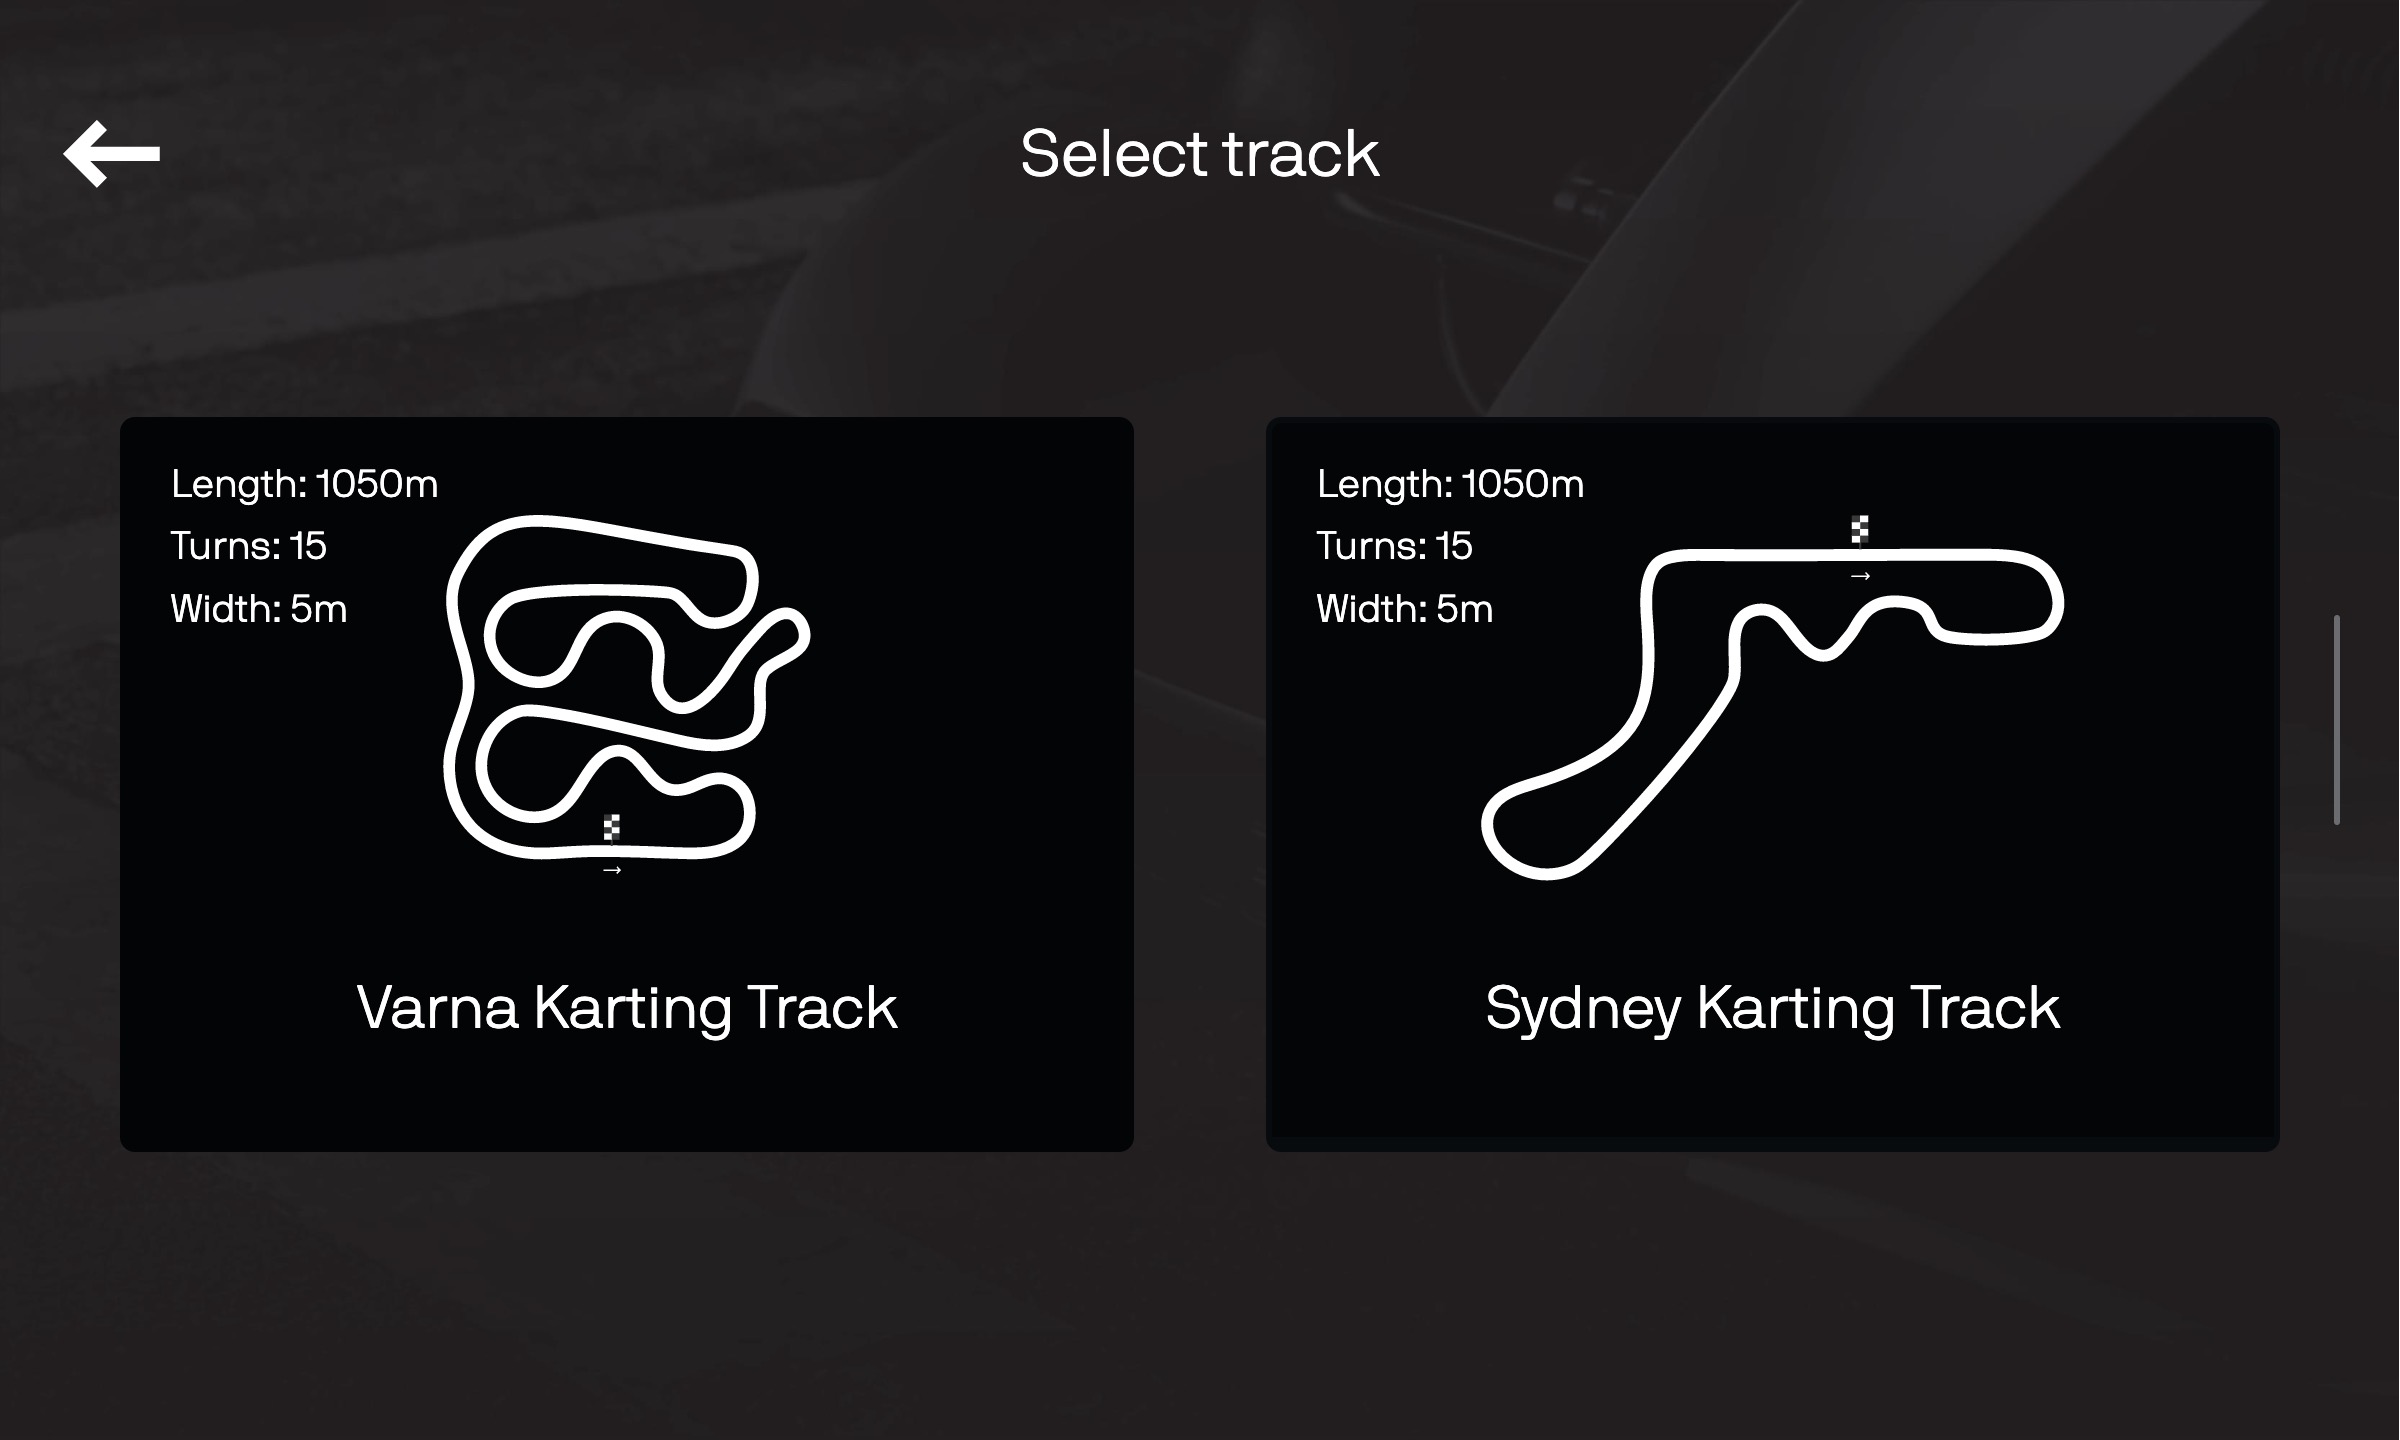 Select track
Length: 1050m
Turns: 15
Width: 5m
Varna Karting Track
Length: 1050m
Turns: 15
Width: 5m
Sydney Karting Track